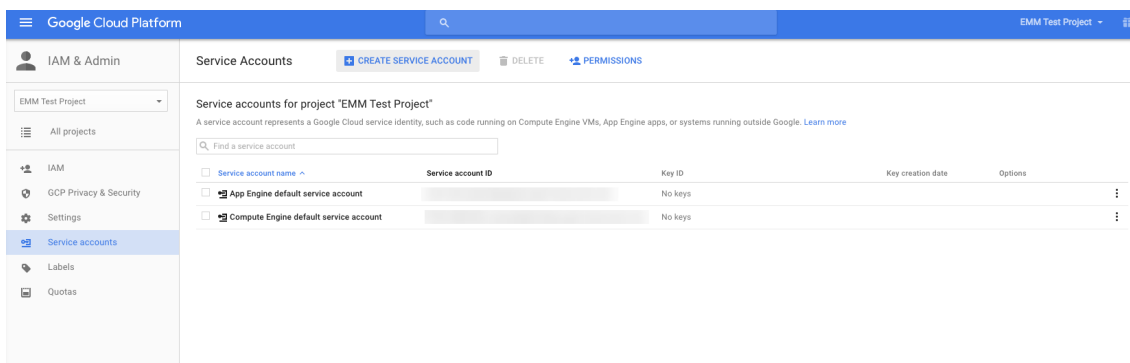 Google Cloud Platform
EMM Test Project
IAM & Admin
Service Accounts
CREATE SERVICE ACCOUNT
DELETE
PERMISSIONS
EMM Test Project
All projects
IAM
GCP Privacy & Security
Settings
Service accounts
Labels
Quotas
Service accounts for project "EMM Test Project"
A service account represents a Google Cloud service identity, such as code running on Compute Engine VMs, App Engine apps, or systems running outside Google. Learn more
Find a service account
Service account name Service account ID Key ID Key creation date Options
App Engine default service account No keys
Compute Engine default service account No keys